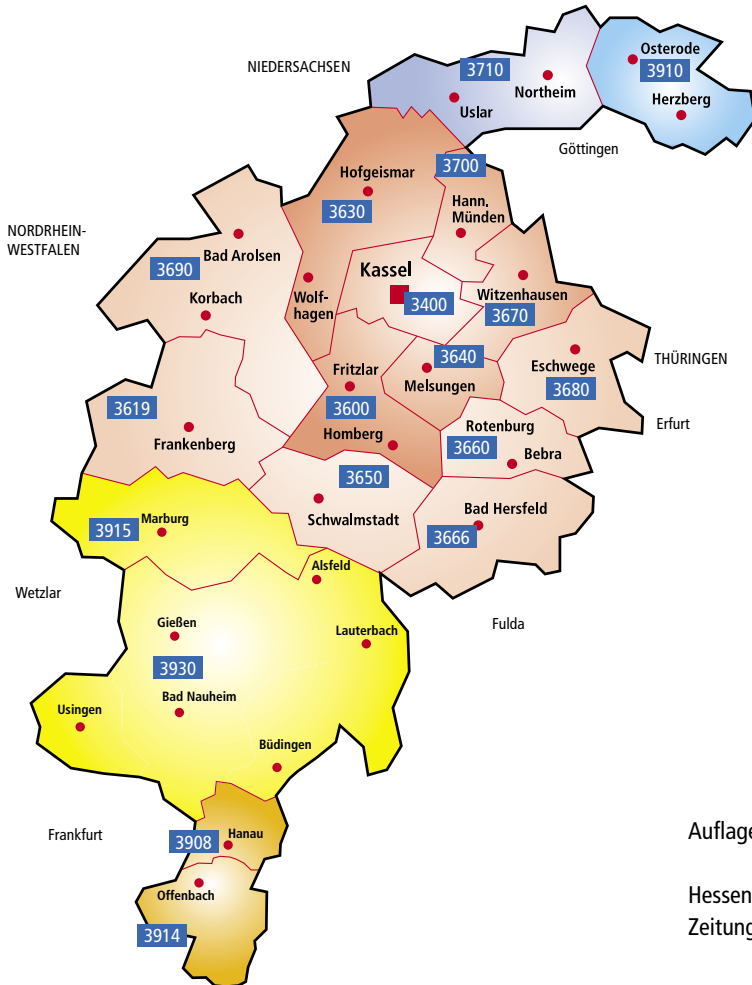 Osterode
NIEDERSACHSEN
3710
3910
Northeim
Uslar
Herzberg
Göttingen
3700
Hofgeismar
3630
Hann.
Münden
NORDRHEIN-
WESTFALEN
Bad Arolsen
3690
Korbach
Kassel
3400
Wolf-
hagen
Witzenhausen
3670
3640
Melsungen
Fritzlar
3600
Homberg
Eschwege
3680
THÜRINGEN
Erfurt
3619
Frankenberg
Rotenburg
3660
Bebra
3650
Schwalmstadt
Bad Hersfeld
3666
Marburg
3915
Alsfeld
Wetzlar
Fulda
Gießen
Lauterbach
3930
Bad Nauheim
Usingen
Büdingen
Frankfurt
Hanau
3908
Offenbach
3914
Auflage
Hessen
Zeitung